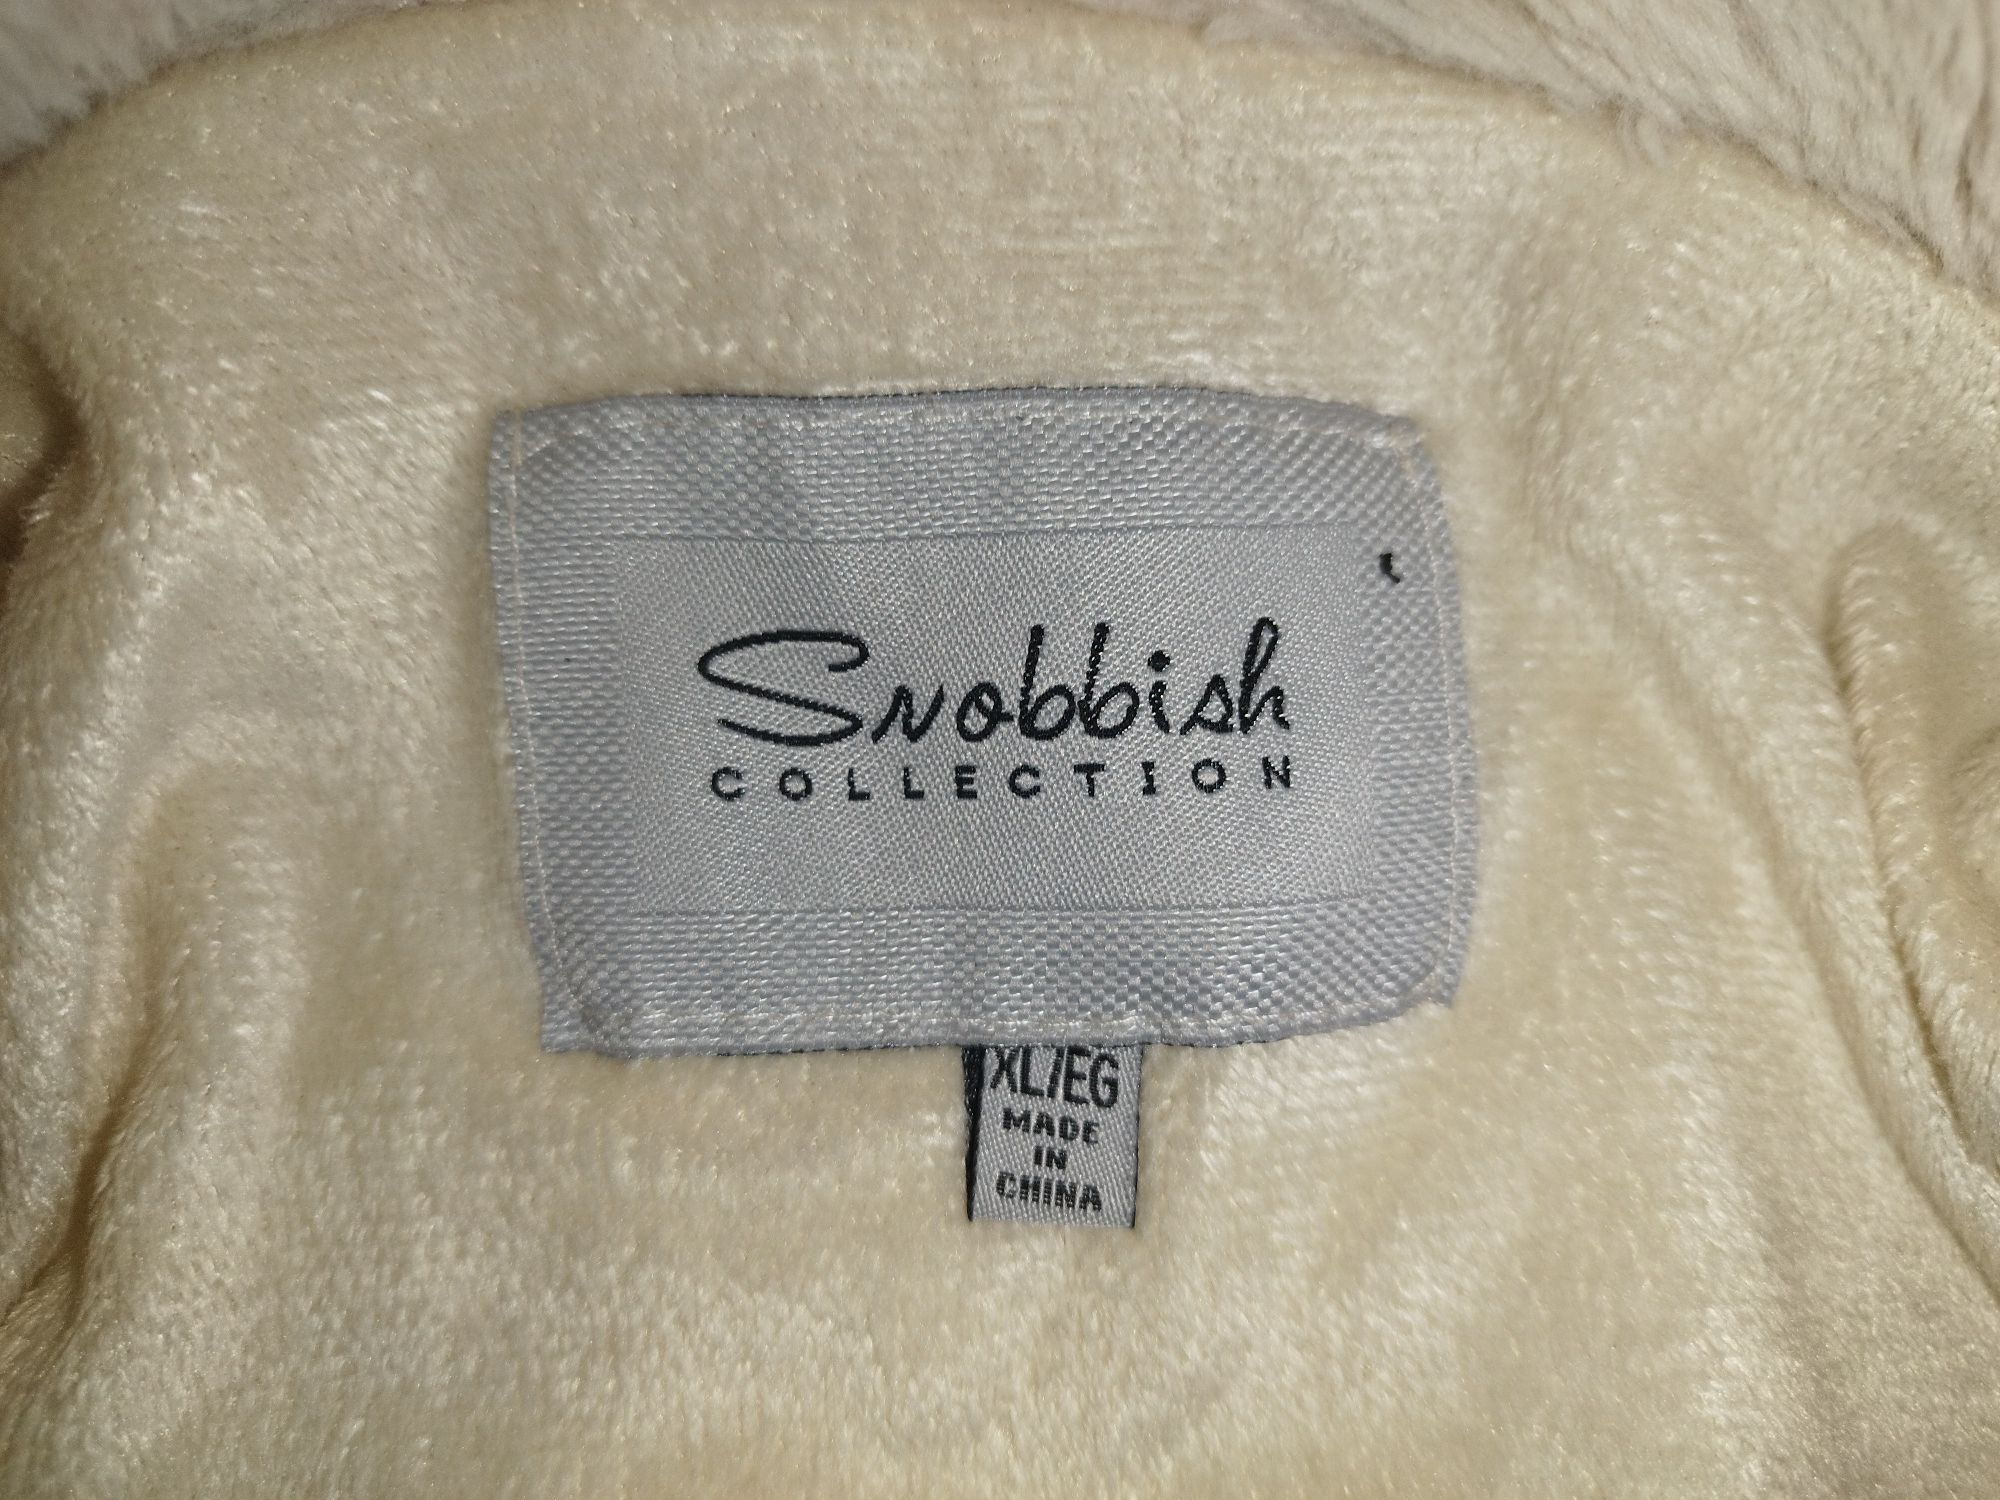 Snobbish
COLLECTION
XL/EG
MADE
IN
CHINA